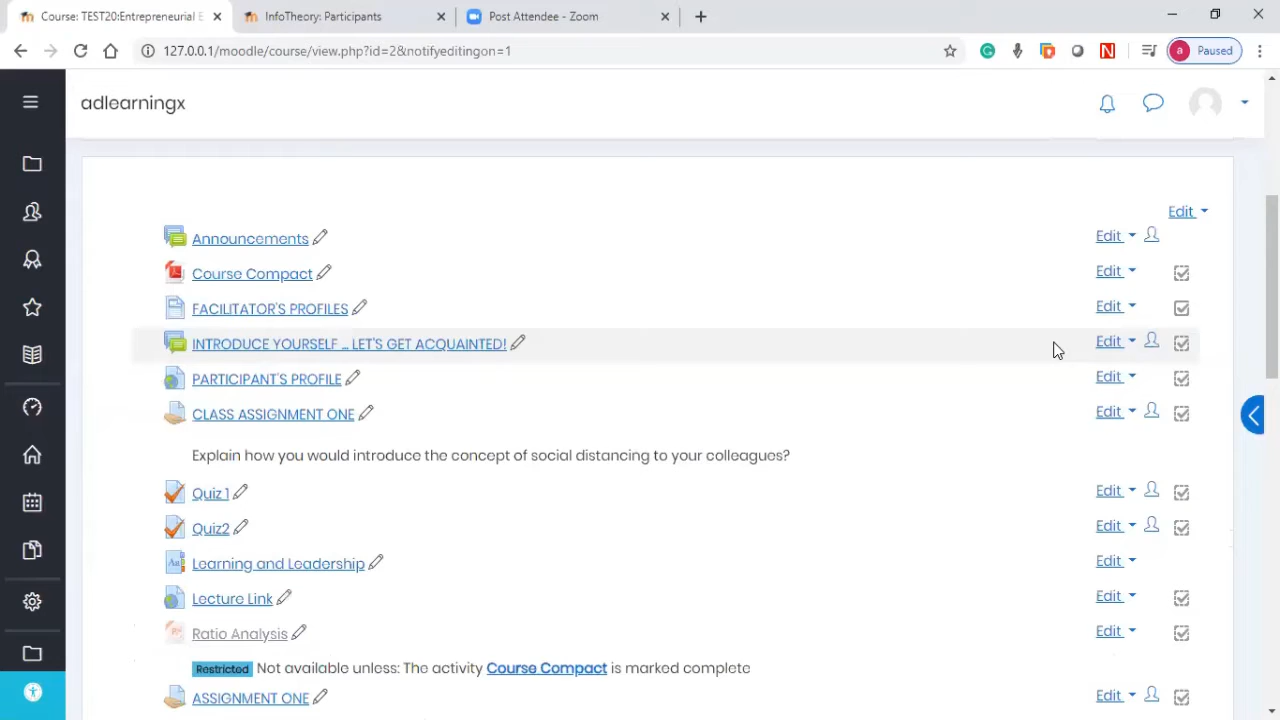 Course: TEST20:Entrepreneurial E
InfoTheory: Participants
Post Attendee - Zoom
127.0.0.1/moodle/course/view.php?id=2&notifyeditingon=1
N
a Paused
adlearningx
Edit
Announcements Edit
Course Compact Edit
FACILITATOR'S PROFILES Edit
INTRODUCE YOURSELF ... LET'S GET ACQUAINTED! Edit
PARTICIPANT'S PROFILE Edit
CLASS ASSIGNMENT ONE Edit
Explain how you would introduce the concept of social distancing to your colleagues?
Quiz 1 Edit
Quiz2 Edit
Learning and Leadership Edit
Lecture Link Edit
Ratio Analysis Edit
Restricted Not available unless: The activity Course Compact is marked complete
ASSIGNMENT ONE Edit